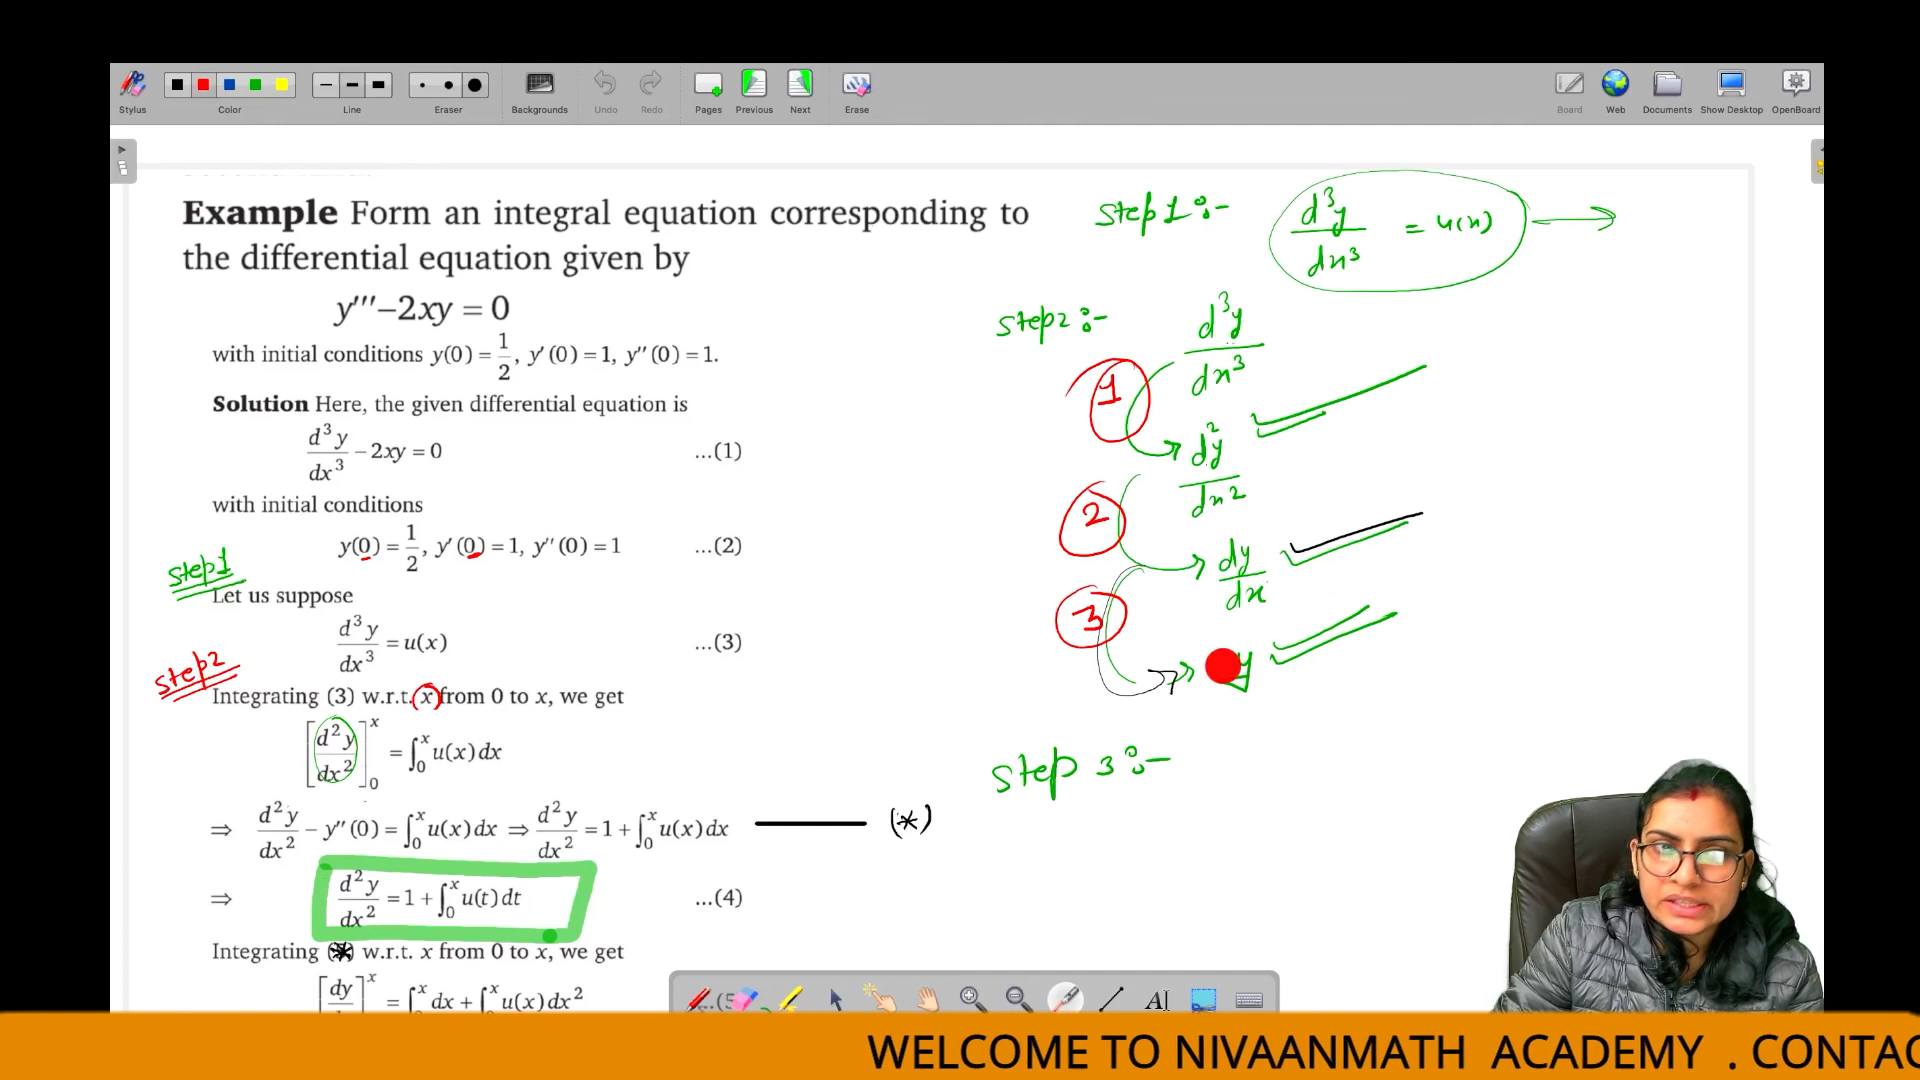 Stylus
Color
Line
Eraser
Backgrounds
Undo
Redo
Pages
Previous
Next
Erase
Board
Web
Documents
Show Desktop
OpenBoard
Example Form an integral equation corresponding to
the differential equation given by
y'''−2xy = 0
with initial conditions y(0) = 1/2, y'(0) = 1, y''(0) = 1.
Solution Here, the given differential equation is
d³y/dx³ − 2xy = 0 ...(1)
with initial conditions
y(0) = 1/2, y'(0) = 1, y''(0) = 1 ...(2)
Step1
Let us suppose
d³y/dx³ = u(x) ...(3)
Step2
Integrating (3) w.r.t. x from 0 to x, we get
[d²y/dx²]₀ˣ = ∫₀ˣ u(x) dx
⇒ d²y/dx² − y''(0) = ∫₀ˣ u(x) dx ⇒ d²y/dx² = 1 + ∫₀ˣ u(x) dx (*)
⇒ d²y/dx² = 1 + ∫₀ˣ u(t) dt ...(4)
Integrating (*) w.r.t. x from 0 to x, we get
= ∫₀ˣ dx + ∫₀ˣ u(x) dx²
Step 1 :- d³y/dx³ = u(x)
Step 2 :- d³y/dx³
1
d²y/dx²
2
dy/dx
3
y
Step 3 :-
WELCOME TO NIVAANMATH ACADEMY . CONTAC